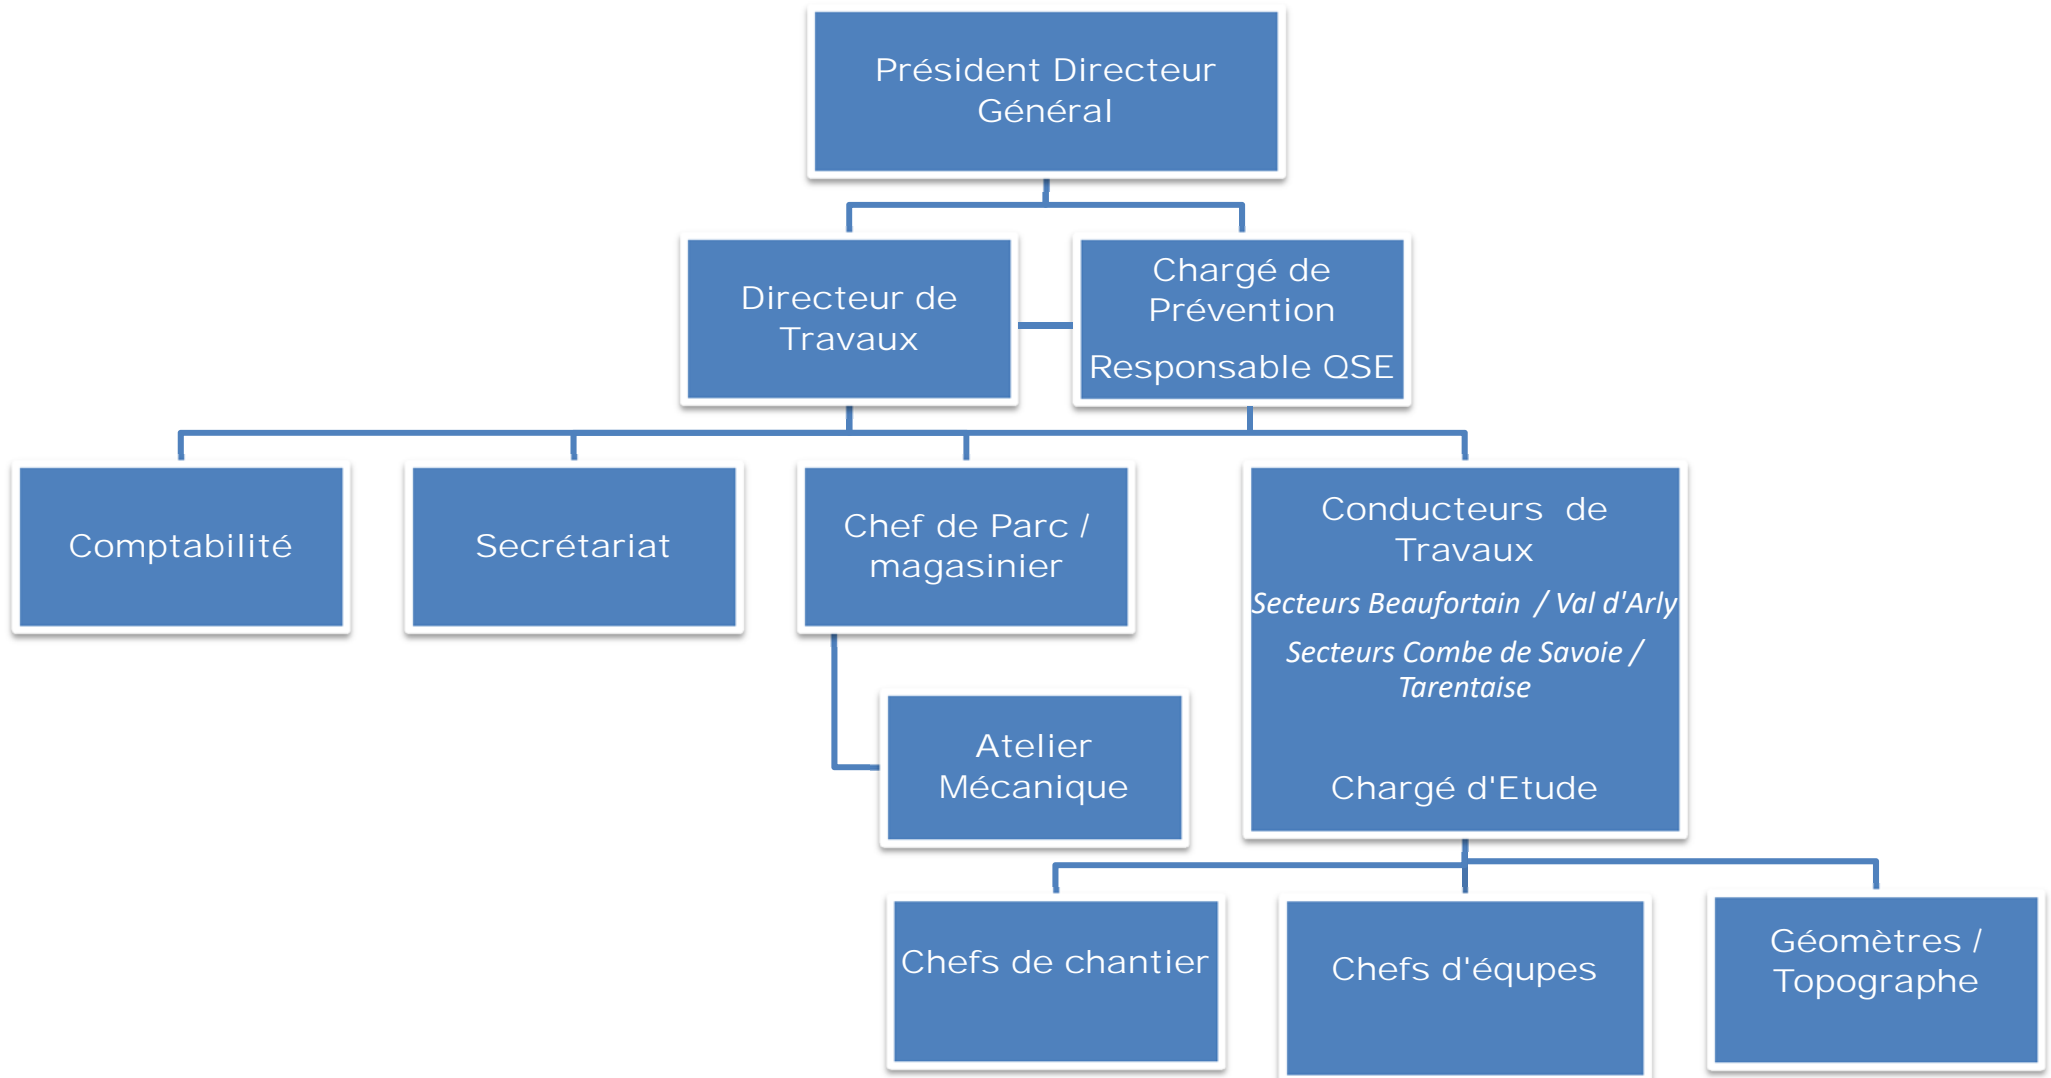 Président Directeur
Général
Directeur de
Travaux
Chargé de
Prévention
Responsable QSE
Comptabilité
Secrétariat
Chef de Parc /
magasinier
Conducteurs  de
Travaux
Secteurs Beaufortain  / Val d'Arly
Secteurs Combe de Savoie /
Tarentaise
Chargé d'Etude
Atelier
Mécanique
Chefs de chantier
Chefs d'équpes
Géomètres /
Topographe